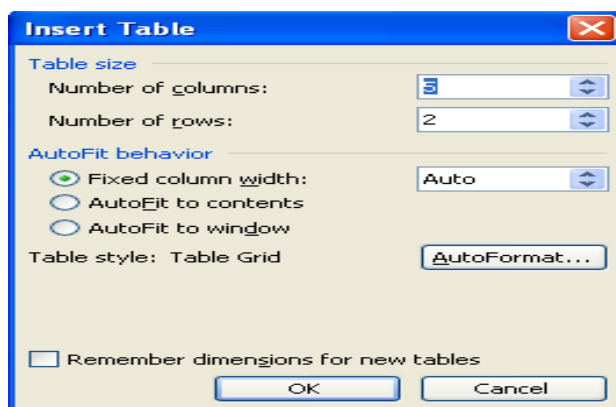 Insert Table
Table size
Number of columns: 5
Number of rows: 2
AutoFit behavior
Fixed column width: Auto
AutoFit to contents
AutoFit to window
Table style: Table Grid AutoFormat...
Remember dimensions for new tables
OK Cancel